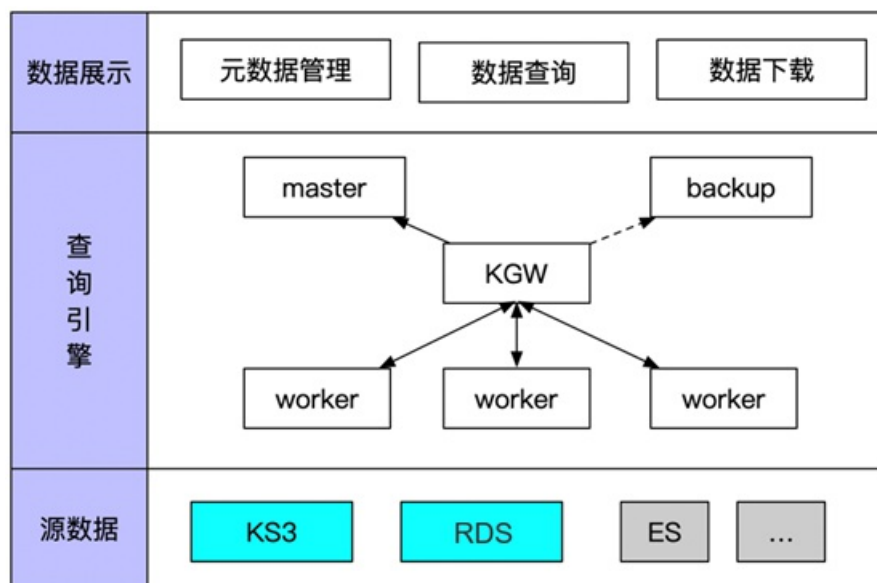 数据展示
元数据管理
数据查询
数据下载
查
询
引
擎
master
backup
KGW
worker
worker
worker
源数据
KS3
RDS
ES
...